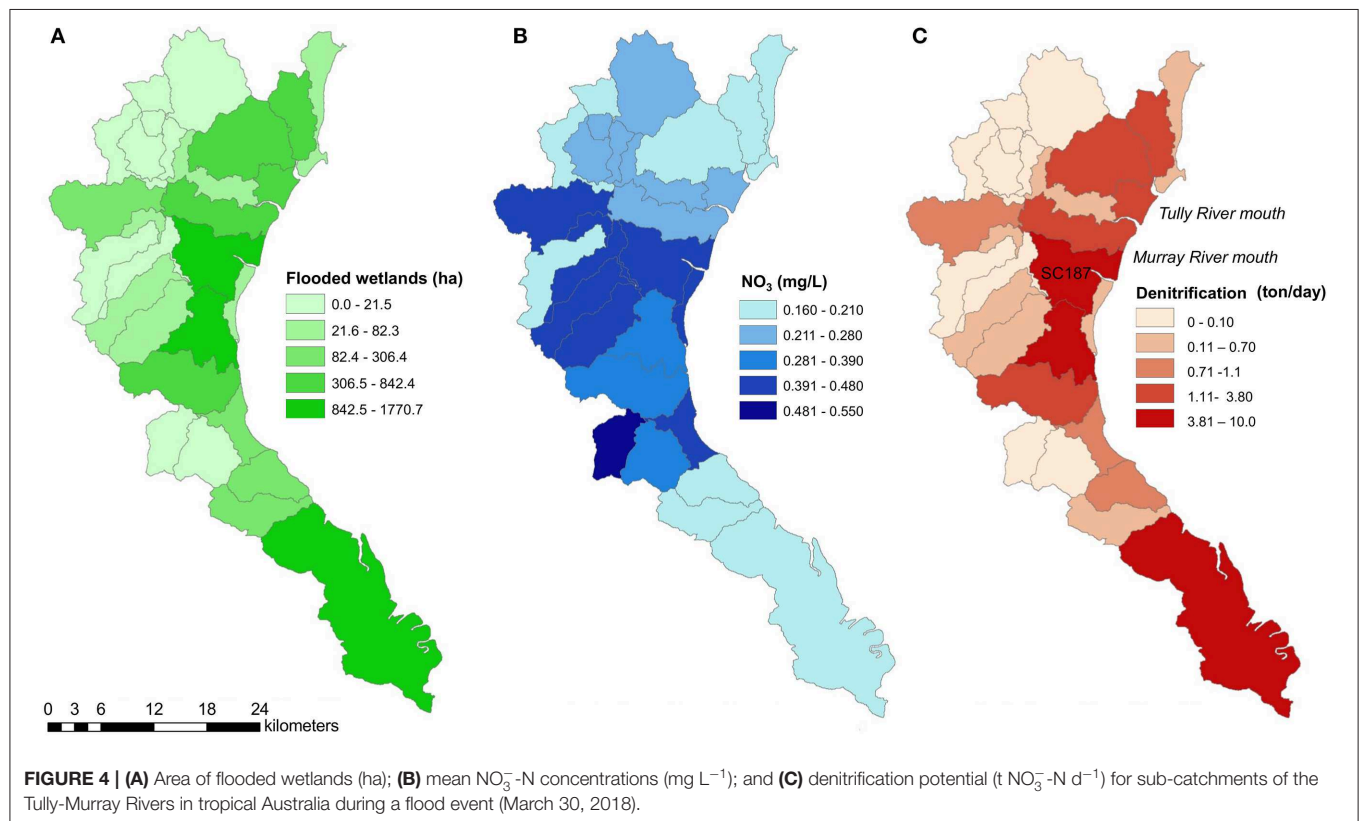 A
B
C
Tully River mouth
Murray River mouth
SC187
Flooded wetlands (ha)
0.0 - 21.5
21.6 - 82.3
82.4 - 306.4
306.5 - 842.4
842.5 - 1770.7
NO₃ (mg/L)
0.160 - 0.210
0.211 - 0.280
0.281 - 0.390
0.391 - 0.480
0.481 - 0.550
Denitrification (ton/day)
0 - 0.10
0.11 – 0.70
0.71 -1.1
1.11- 3.80
3.81 – 10.0
0 3 6 12 18 24
kilometers
FIGURE 4 | (A) Area of flooded wetlands (ha); (B) mean NO₃⁻-N concentrations (mg L⁻¹); and (C) denitrification potential (t NO₃⁻-N d⁻¹) for sub-catchments of the
Tully-Murray Rivers in tropical Australia during a flood event (March 30, 2018).